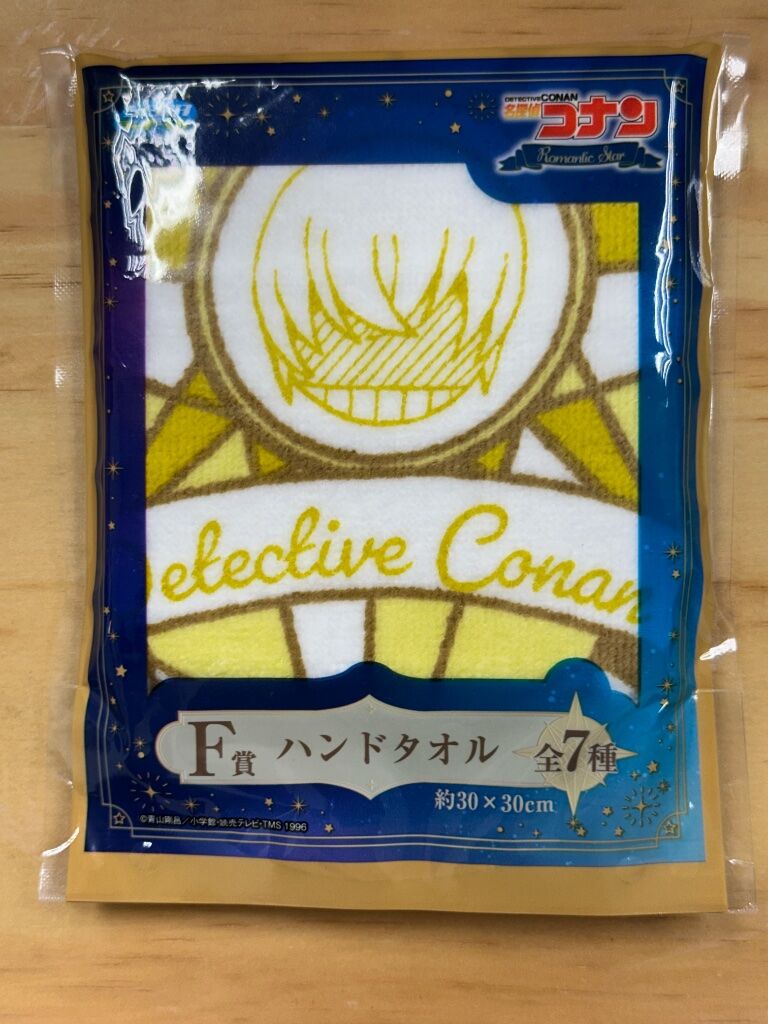 DETECTIVE CONAN
名探偵
コナン
Romantic Star
Detective Conan
F賞 ハンドタオル 全7種
約30×30cm
©青山剛昌/小学館・読売テレビ・TMS 1996